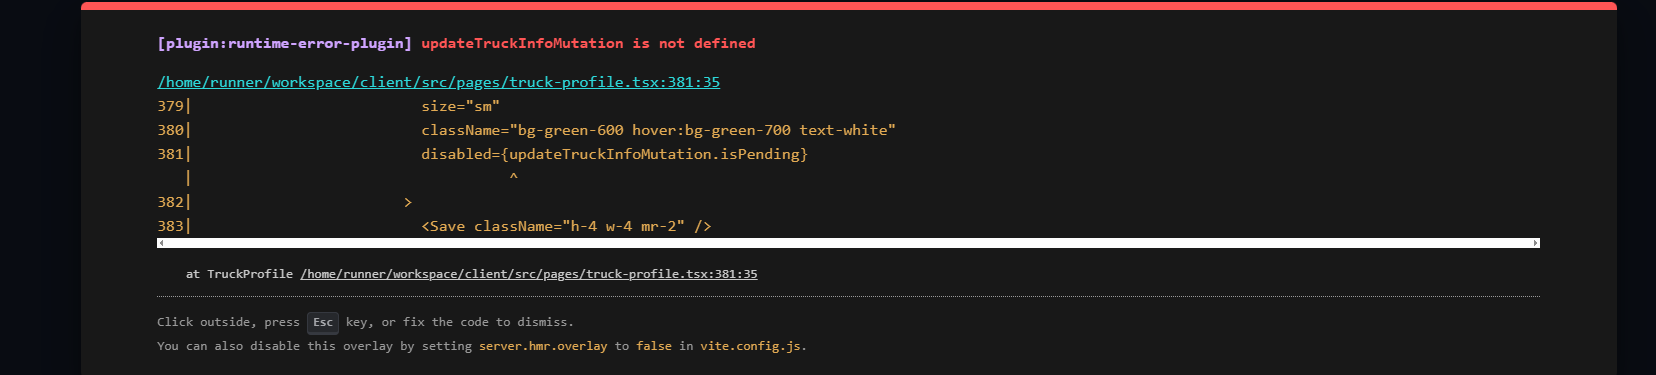 [plugin:runtime-error-plugin] updateTruckInfoMutation is not defined
/home/runner/workspace/client/src/pages/truck-profile.tsx:381:35
379|                          size="sm"
380|                          className="bg-green-600 hover:bg-green-700 text-white"
381|                          disabled={updateTruckInfoMutation.isPending}
   |                                    ^
382|                        >
383|                          <Save className="h-4 w-4 mr-2" />
at TruckProfile /home/runner/workspace/client/src/pages/truck-profile.tsx:381:35
Click outside, press Esc key, or fix the code to dismiss.
You can also disable this overlay by setting server.hmr.overlay to false in vite.config.js.